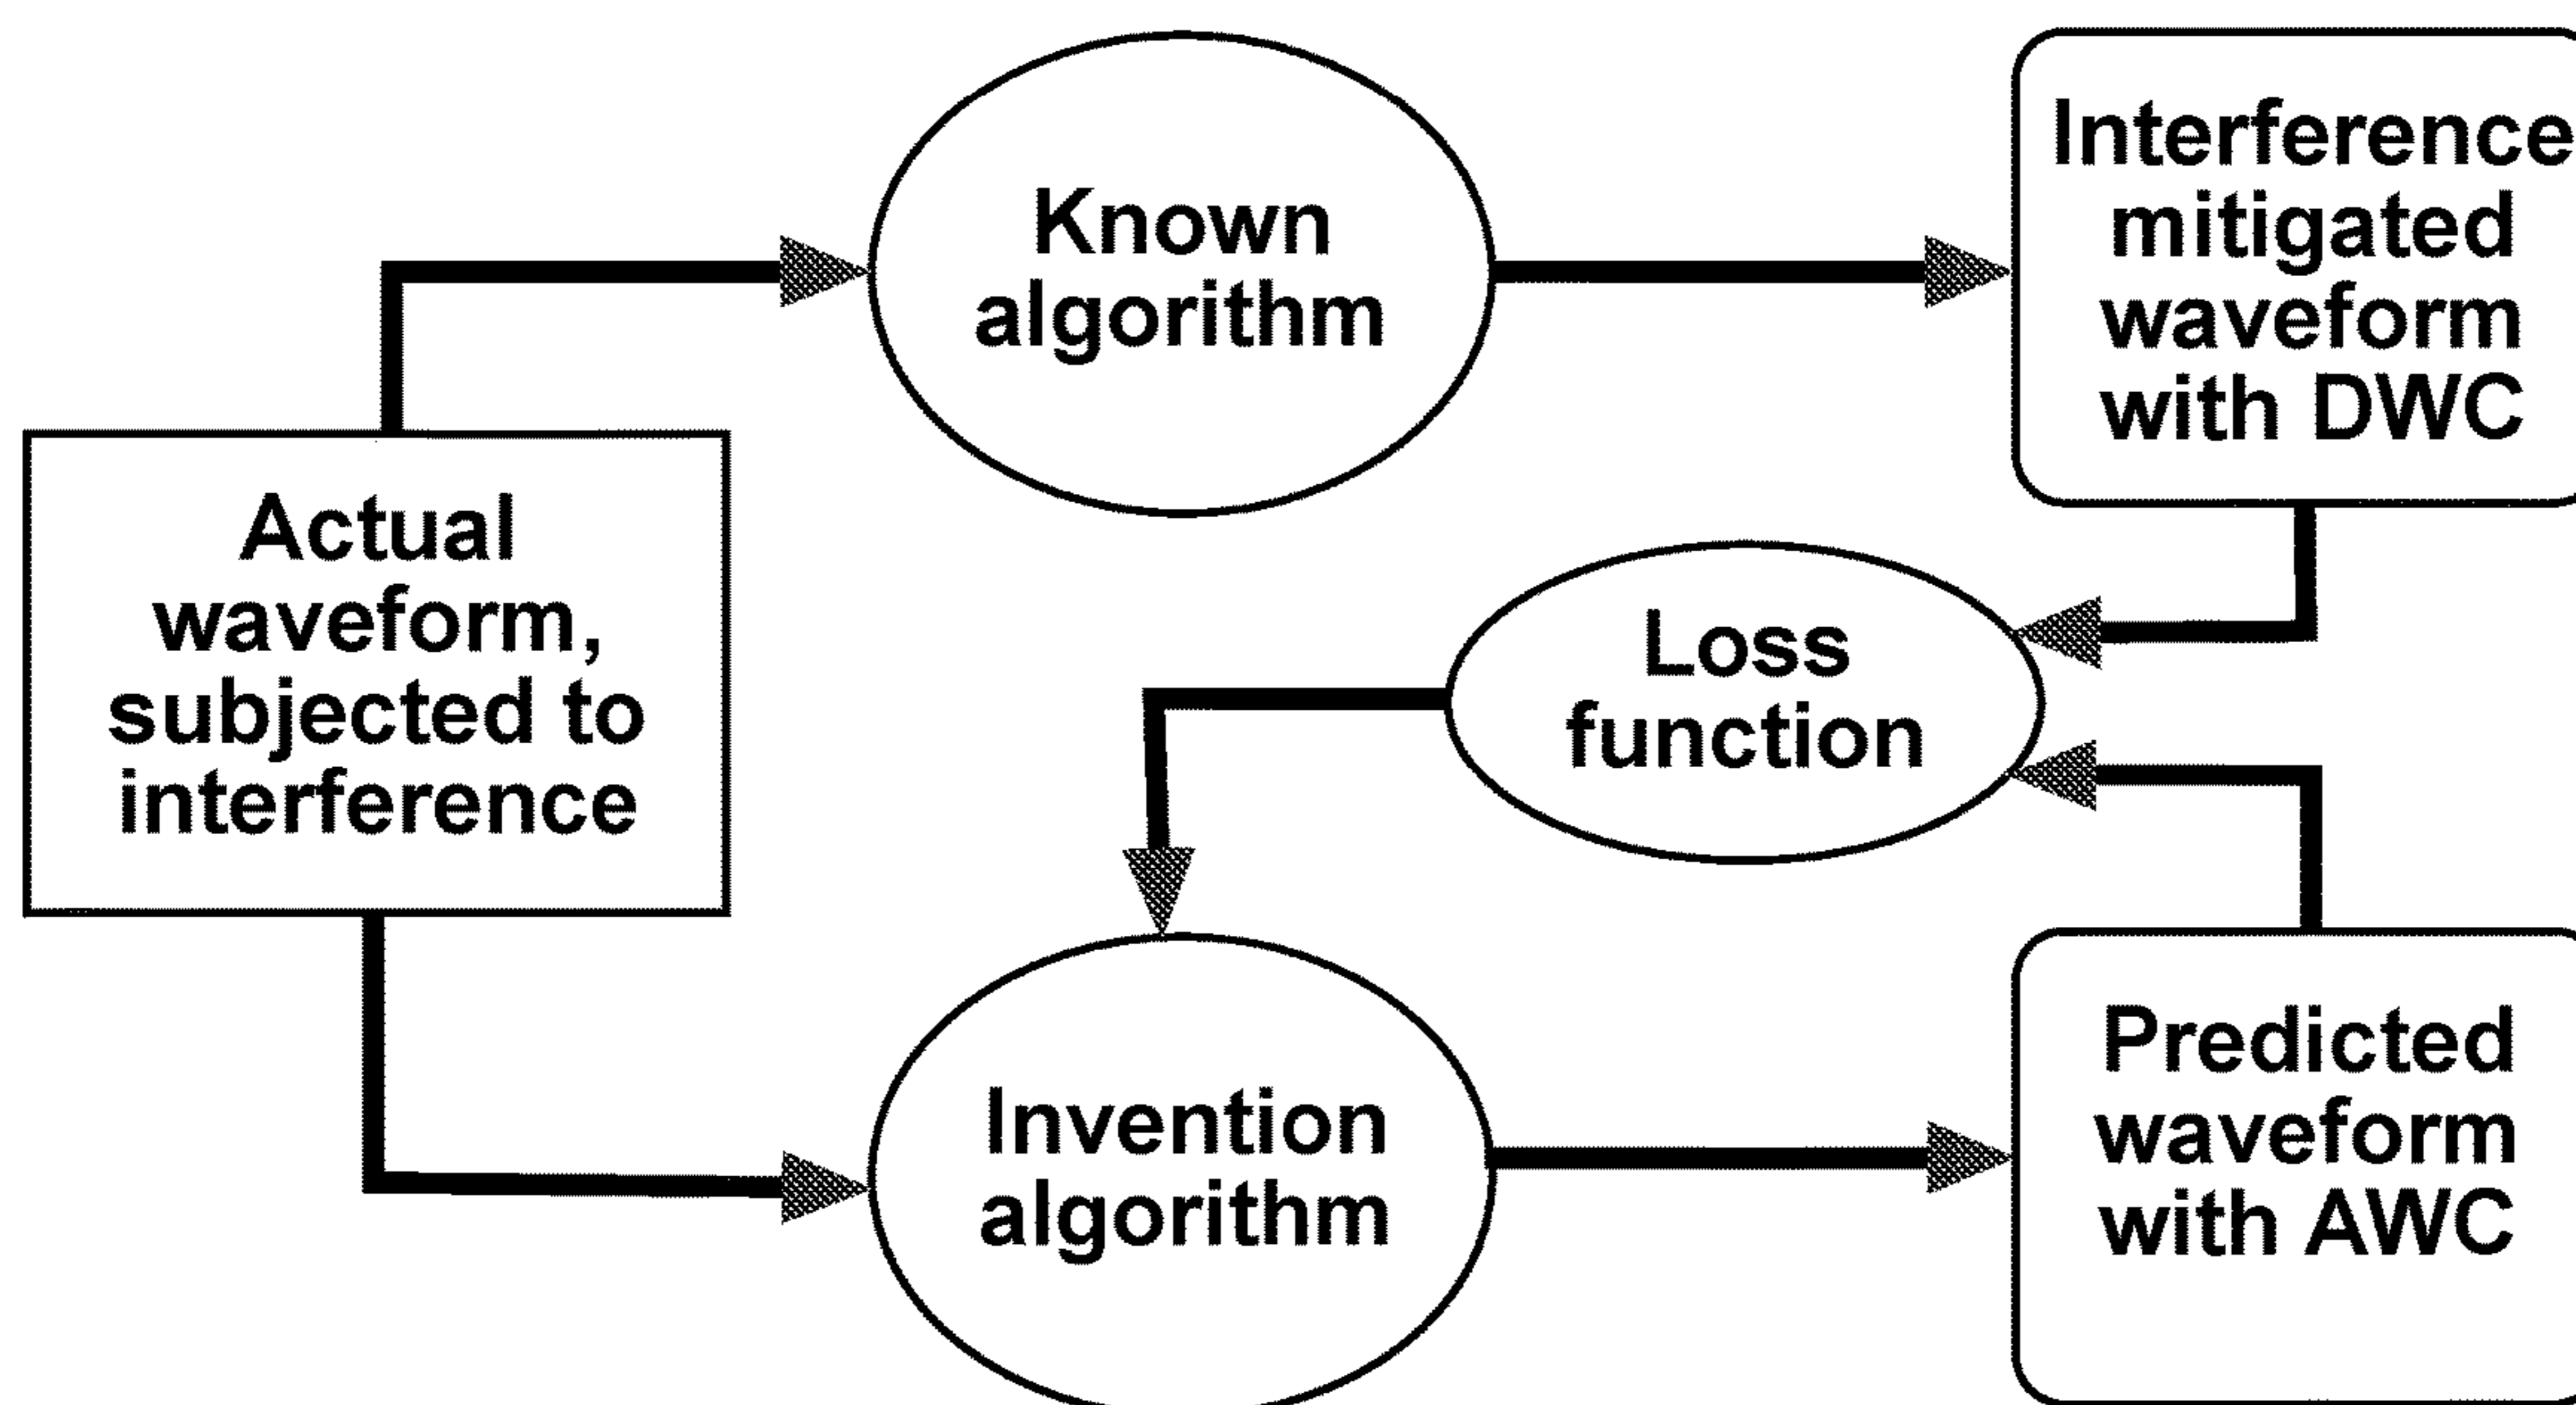 Known
algorithm
Interference
mitigated
waveform
with DWC
Actual
waveform,
subjected to
interference
Loss
function
Invention
algorithm
Predicted
waveform
with AWC